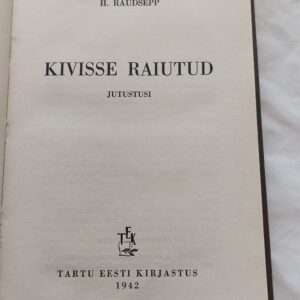 H. RAUDSEPP
KIVISSE RAIUTUD
JUTUSTUSI
TEK
TARTU EESTI KIRJASTUS
1942